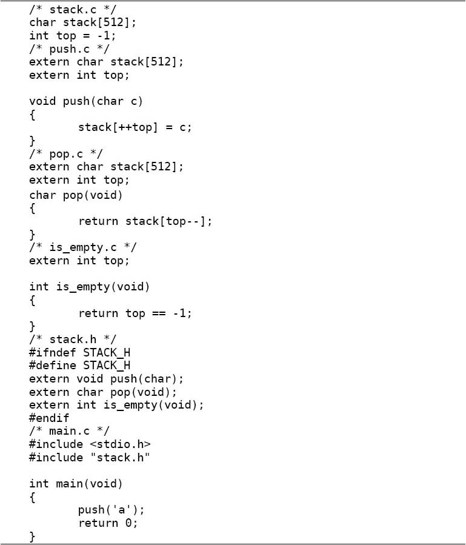 /* stack.c */
char stack[512];
int top = -1;
/* push.c */
extern char stack[512];
extern int top;

void push(char c)
{
        stack[++top] = c;
}
/* pop.c */
extern char stack[512];
extern int top;
char pop(void)
{
        return stack[top--];
}
/* is_empty.c */
extern int top;

int is_empty(void)
{
        return top == -1;
}
/* stack.h */
#ifndef STACK_H
#define STACK_H
extern void push(char);
extern char pop(void);
extern int is_empty(void);
#endif
/* main.c */
#include <stdio.h>
#include "stack.h"

int main(void)
{
        push('a');
        return 0;
}